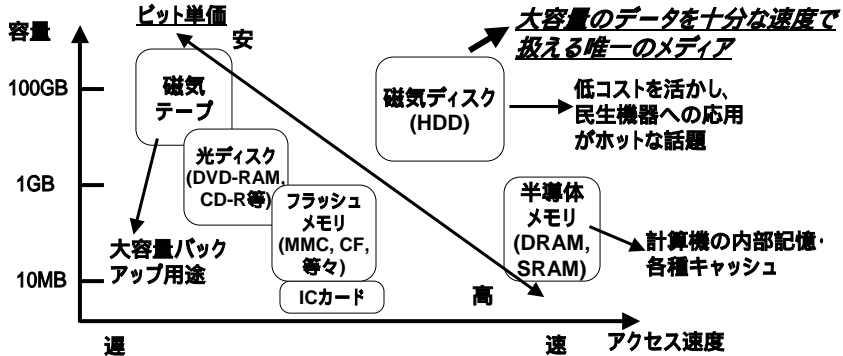 ビット単価
容量
安
大容量のデータを十分な速度で
扱える唯一のメディア
100GB
磁気
テープ
磁気ディスク
(HDD)
低コストを活かし、
民生機器への応用
がホットな話題
光ディスク
(DVD-RAM,
CD-R等)
1GB
フラッシュ
メモリ
(MMC, CF,
等々)
半導体
メモリ
(DRAM,
SRAM)
大容量バック
アップ用途
計算機の内部記憶・
各種キャッシュ
10MB
ICカード
高
遅
速
アクセス速度